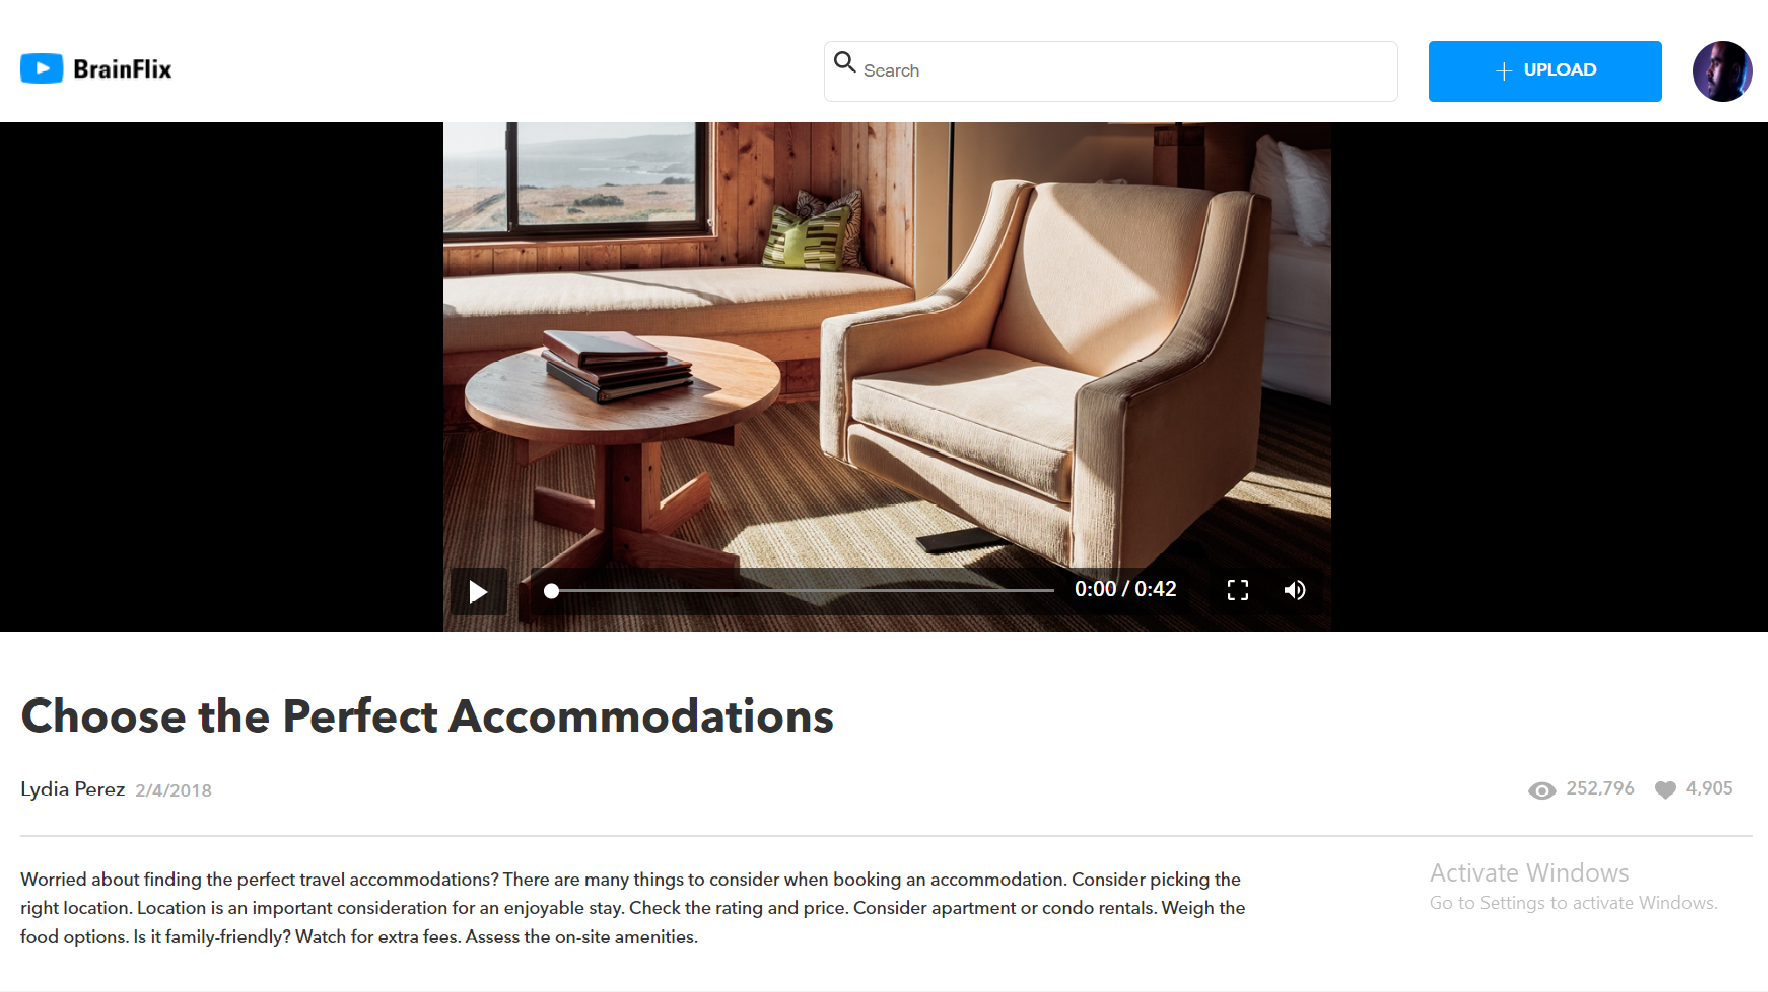 BrainFlix
Search
UPLOAD
0:00 / 0:42
Choose the Perfect Accommodations
Lydia Perez 2/4/2018
252,796 4,905
Worried about finding the perfect travel accommodations? There are many things to consider when booking an accommodation. Consider picking the
right location. Location is an important consideration for an enjoyable stay. Check the rating and price. Consider apartment or condo rentals. Weigh the
food options. Is it family-friendly? Watch for extra fees. Assess the on-site amenities.
Activate Windows
Go to Settings to activate Windows.